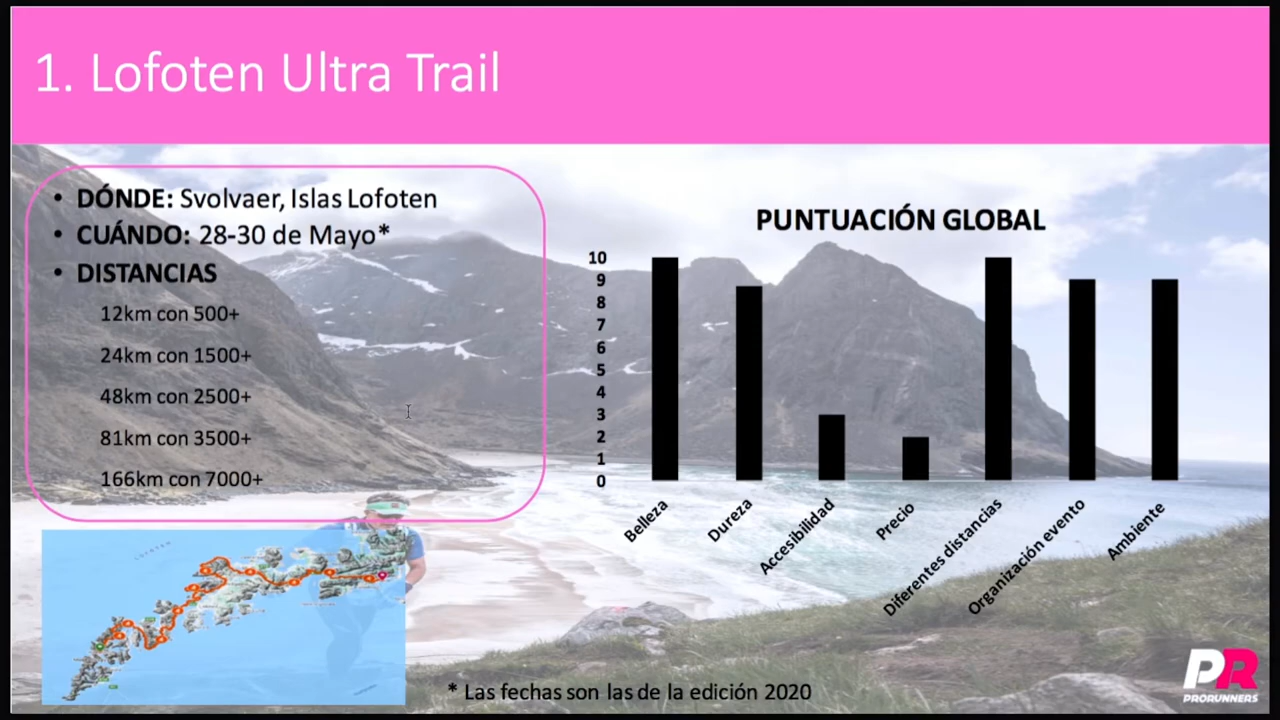 1. Lofoten Ultra Trail
• DÓNDE: Svolvaer, Islas Lofoten
• CUÁNDO: 28-30 de Mayo*
• DISTANCIAS
12km con 500+
24km con 1500+
48km con 2500+
81km con 3500+
166km con 7000+
PUNTUACIÓN GLOBAL
10
9
8
7
6
5
4
3
2
1
0
Belleza
Dureza
Accesibilidad
Precio
Diferentes distancias
Organización evento
Ambiente
LOFOTEN
* Las fechas son las de la edición 2020
PR
PRORUNNERS